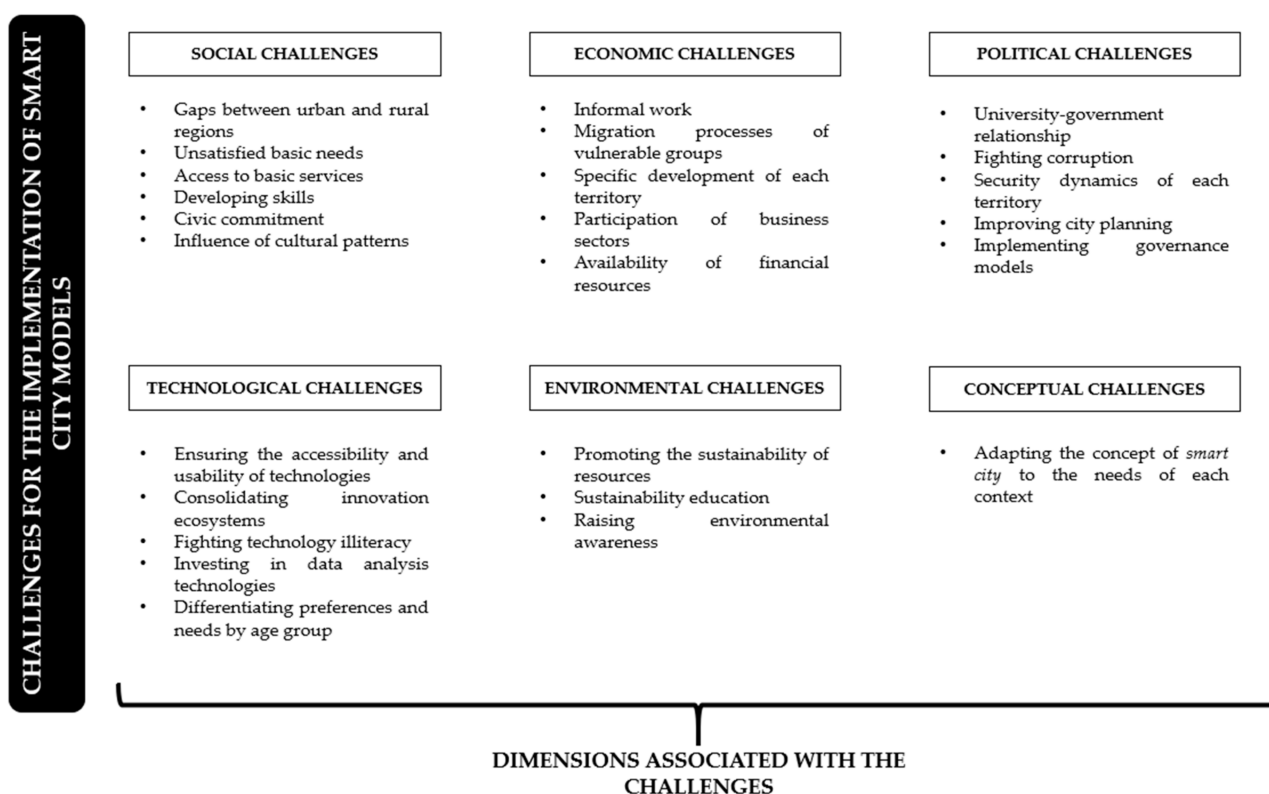 CHALLENGES FOR THE IMPLEMENTATION OF SMART
CITY MODELS
SOCIAL CHALLENGES
• Gaps between urban and rural
regions
• Unsatisfied basic needs
• Access to basic services
• Developing skills
• Civic commitment
• Influence of cultural patterns
ECONOMIC CHALLENGES
• Informal work
• Migration processes of
vulnerable groups
• Specific development of each
territory
• Participation of business
sectors
• Availability of financial
resources
POLITICAL CHALLENGES
• University-government
relationship
• Fighting corruption
• Security dynamics of each
territory
• Improving city planning
• Implementing governance
models
TECHNOLOGICAL CHALLENGES
• Ensuring the accessibility and
usability of technologies
• Consolidating innovation
ecosystems
• Fighting technology illiteracy
• Investing in data analysis
technologies
• Differentiating preferences and
needs by age group
ENVIRONMENTAL CHALLENGES
• Promoting the sustainability of
resources
• Sustainability education
• Raising environmental
awareness
CONCEPTUAL CHALLENGES
• Adapting the concept of smart
city to the needs of each
context
DIMENSIONS ASSOCIATED WITH THE
CHALLENGES